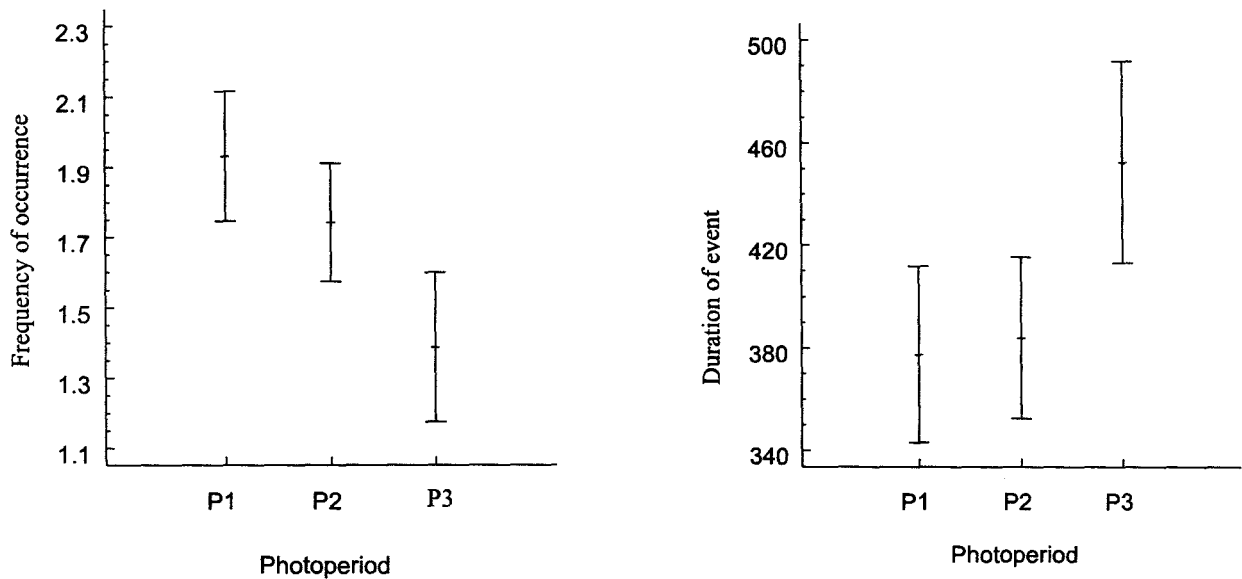 Frequency of occurrence
2.3
2.1
1.9
1.7
1.5
1.3
1.1
P1 P2 P3
Photoperiod
Duration of event
500
460
420
380
340
P1 P2 P3
Photoperiod